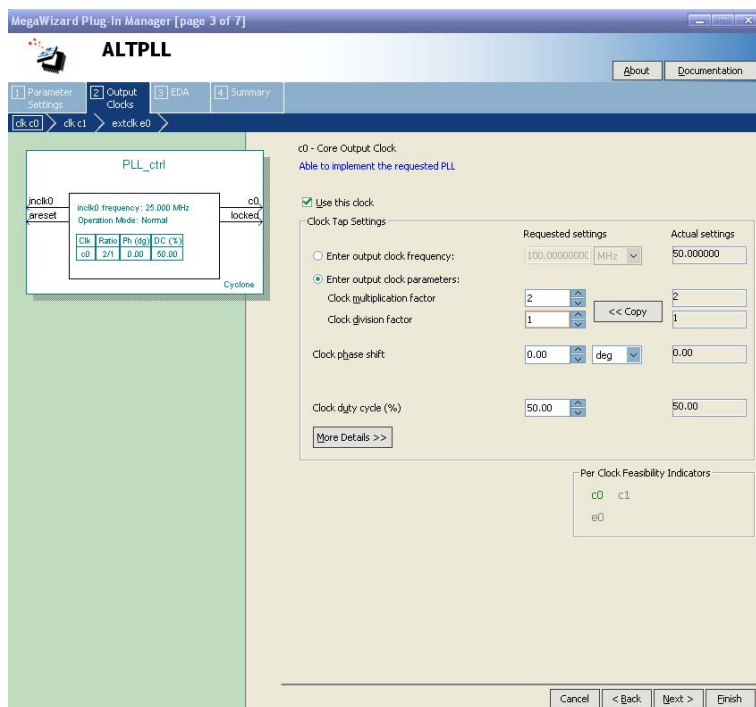 MegaWizard Plug-In Manager [page 3 of 7]
ALTPLL
About Documentation
1 Parameter Settings 2 Output Clocks 3 EDA 4 Summary
clk c0 clk c1 extclk e0
PLL_ctrl
inclk0 c0
areset locked
inclk0 frequency: 25.000 MHz
Operation Mode: Normal
Clk Ratio Ph (dg) DC (%)
c0 2/1 0.00 50.00
Cyclone
c0 - Core Output Clock
Able to implement the requested PLL
Use this clock
Clock Tap Settings
Requested settings Actual settings
Enter output clock frequency: 100.00000000 MHz 50.000000
Enter output clock parameters:
Clock multiplication factor 2 << Copy 2
Clock division factor 1 1
Clock phase shift 0.00 deg 0.00
Clock duty cycle (%) 50.00 50.00
More Details >>
Per Clock Feasibility Indicators
c0 c1
e0
Cancel < Back Next > Finish